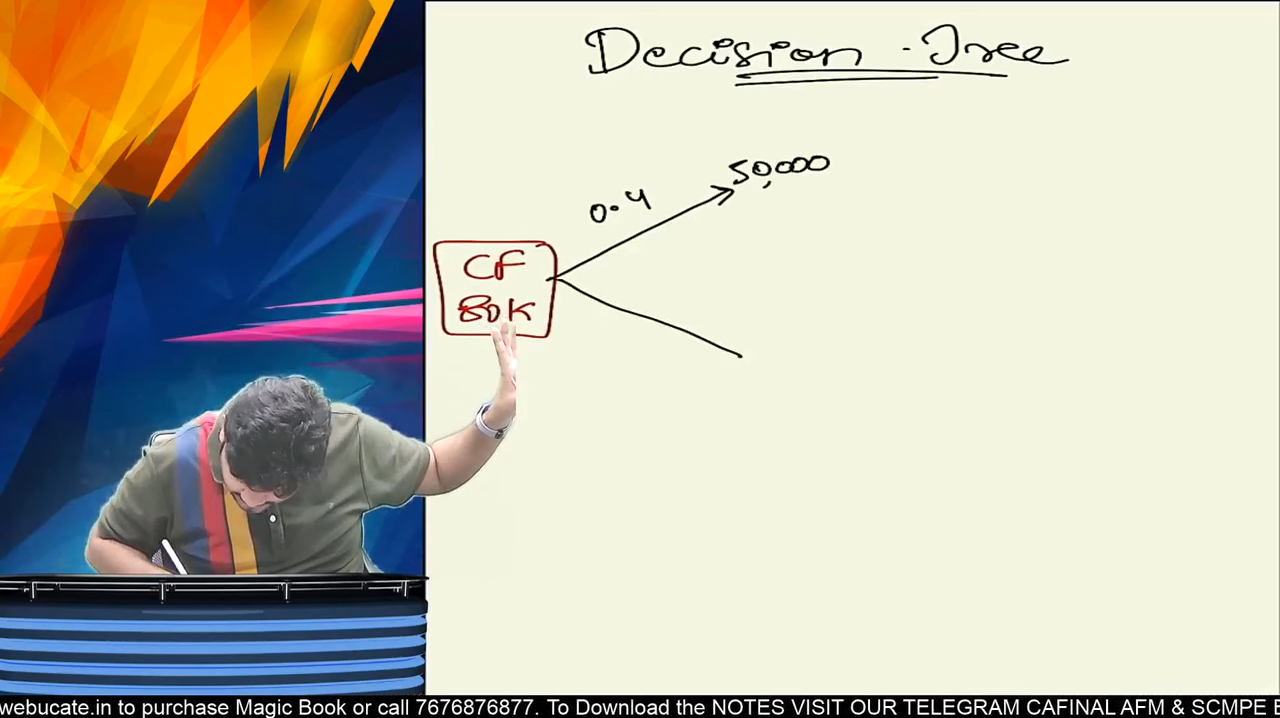 Decision Tree
50,000
0.4
CF
80K
webucate.in to purchase Magic Book or call 7676876877. To Download the NOTES VISIT OUR TELEGRAM CAFINAL AFM & SCMPE E